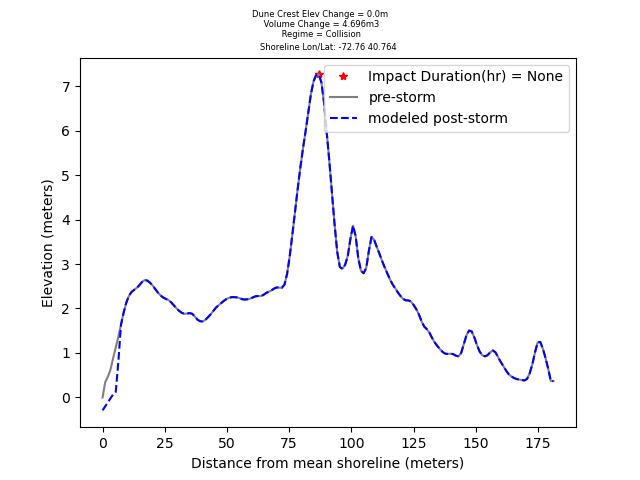 Dune Crest Elev Change = 0.0m
Volume Change = 4.696m3
Regime = Collision
Shoreline Lon/Lat: -72.76 40.764
Impact Duration(hr) = None
pre-storm
modeled post-storm
Elevation (meters)
7
6
5
4
3
2
1
0
0 25 50 75 100 125 150 175
Distance from mean shoreline (meters)